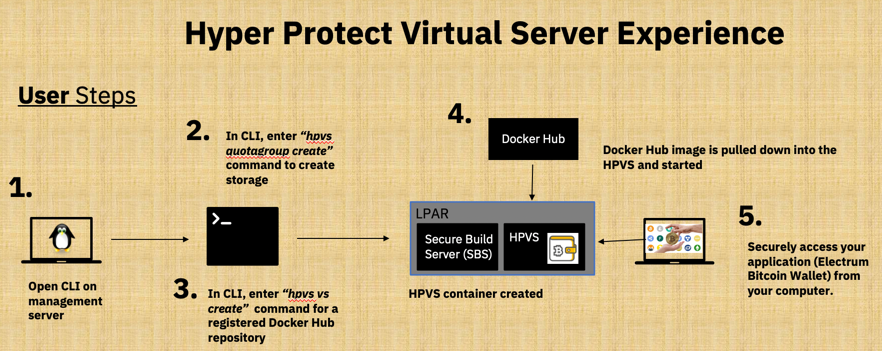 Hyper Protect Virtual Server Experience
User Steps
1.
Open CLI on
management
server
2.
In CLI, enter “hpvs
quotagroup create”
command to create
storage
>_
3.
In CLI, enter “hpvs vs
create” command for a
registered Docker Hub
repository
4.
Docker Hub
Docker Hub image is pulled down into the
HPVS and started
LPAR
Secure Build
Server (SBS)
HPVS
HPVS container created
5.
Securely access your
application (Electrum
Bitcoin Wallet) from
your computer.